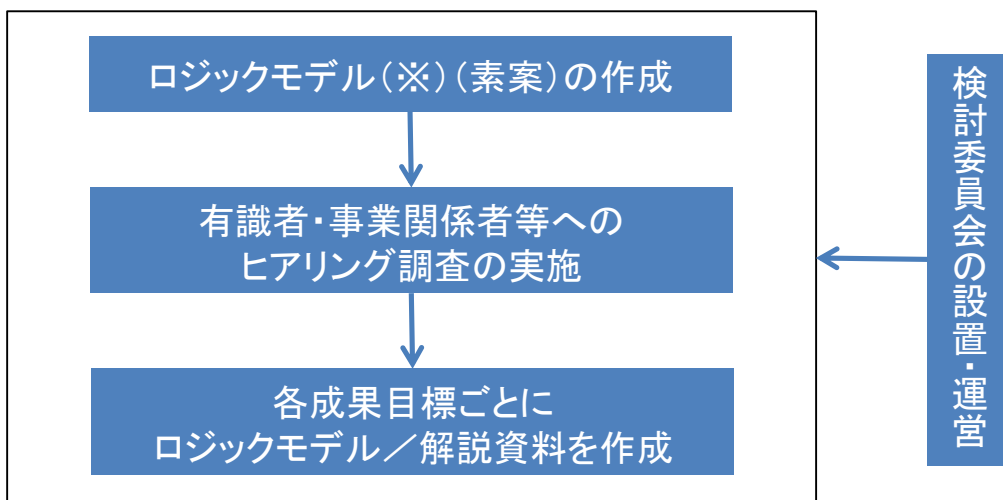 ロジックモデル(※)(素案)の作成
有識者・事業関係者等への
ヒアリング調査の実施
各成果目標ごとに
ロジックモデル/解説資料を作成
検討委員会の設置・運営